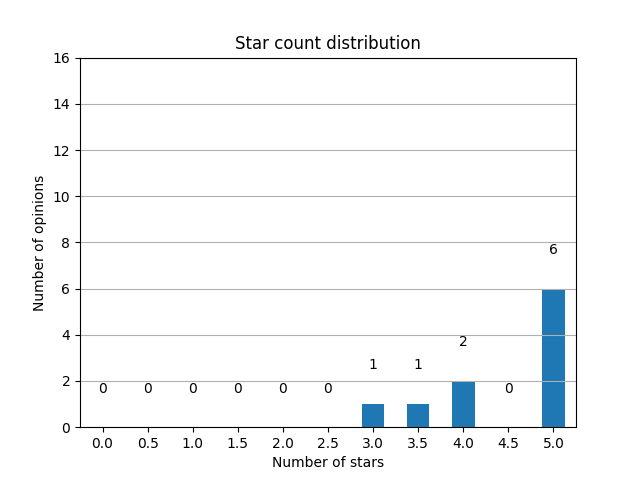 Star count distribution
16
14
12
10
8
6
4
2
0
Number of opinions
0 0 0 0 0 0 1 1 2 0 6
0.0 0.5 1.0 1.5 2.0 2.5 3.0 3.5 4.0 4.5 5.0
Number of stars